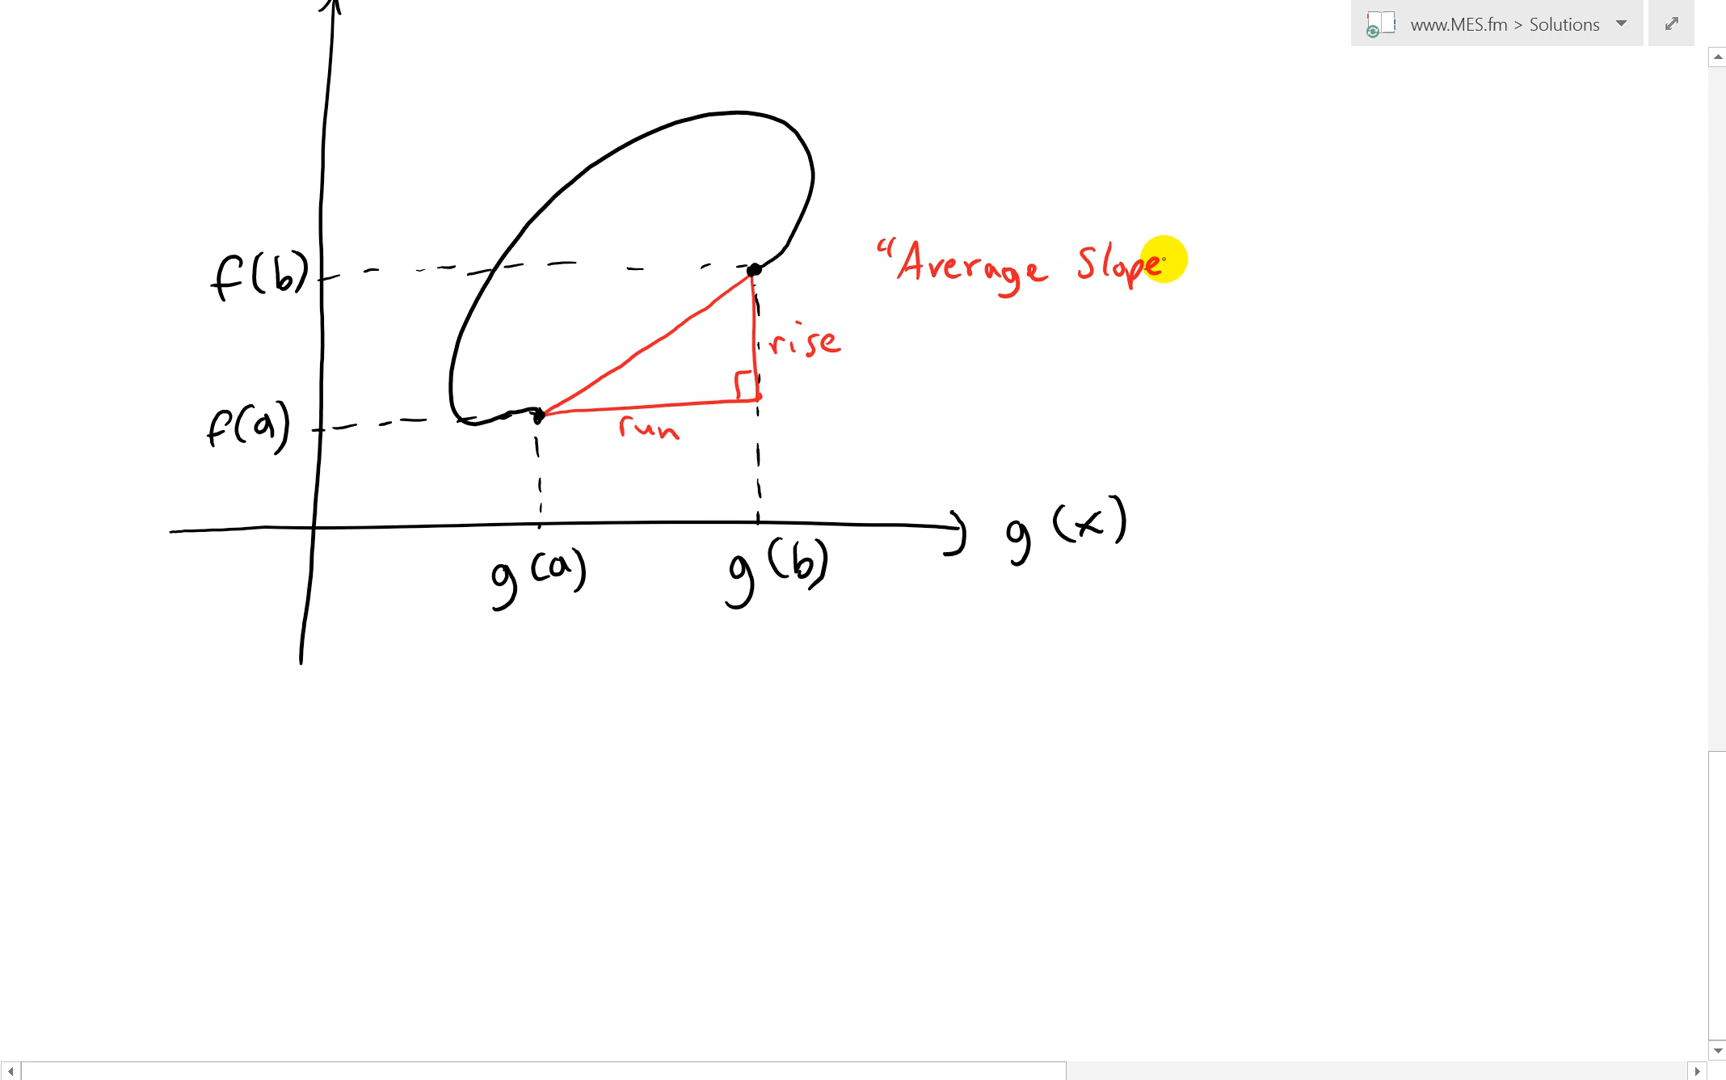 www.MES.fm > Solutions
f(b)
"Average Slope
rise
f(a)
run
g(x)
g(a)
g(b)